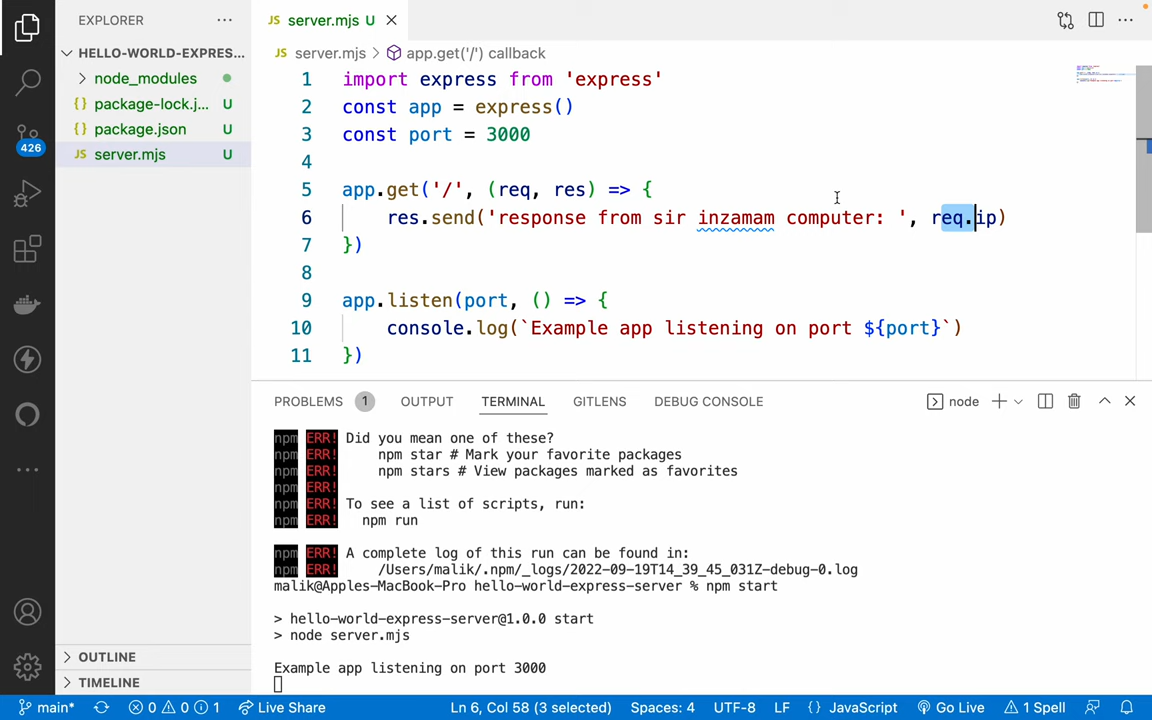 EXPLORER
HELLO-WORLD-EXPRES...
node_modules
{} package-lock.j... U
{} package.json U
JS server.mjs U
426
OUTLINE
TIMELINE
JS server.mjs U
JS server.mjs > app.get('/') callback
1 import express from 'express'
2 const app = express()
3 const port = 3000
4
5 app.get('/', (req, res) => {
6 res.send('response from sir inzamam computer: ', req.ip)
7 })
8
9 app.listen(port, () => {
10 console.log(`Example app listening on port ${port}`)
11 })
PROBLEMS 1 OUTPUT TERMINAL GITLENS DEBUG CONSOLE node
npm ERR! Did you mean one of these?
npm ERR! npm star # Mark your favorite packages
npm ERR! npm stars # View packages marked as favorites
npm ERR!
npm ERR! To see a list of scripts, run:
npm ERR! npm run
npm ERR! A complete log of this run can be found in:
npm ERR! /Users/malik/.npm/_logs/2022-09-19T14_39_45_031Z-debug-0.log
malik@Apples-MacBook-Pro hello-world-express-server % npm start
> hello-world-express-server@1.0.0 start
> node server.mjs
Example app listening on port 3000
main* 0 0 1 Live Share Ln 6, Col 58 (3 selected) Spaces: 4 UTF-8 LF {} JavaScript Go Live 1 Spell